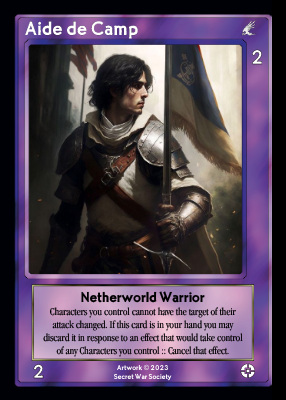 Aide de Camp
2
Netherworld Warrior
Characters you control cannot have the target of their
attack changed. If this card is in your hand you may
discard it in response to an effect that would take control
of any Characters you control :: Cancel that effect.
2
Artwork © 2023
Secret War Society